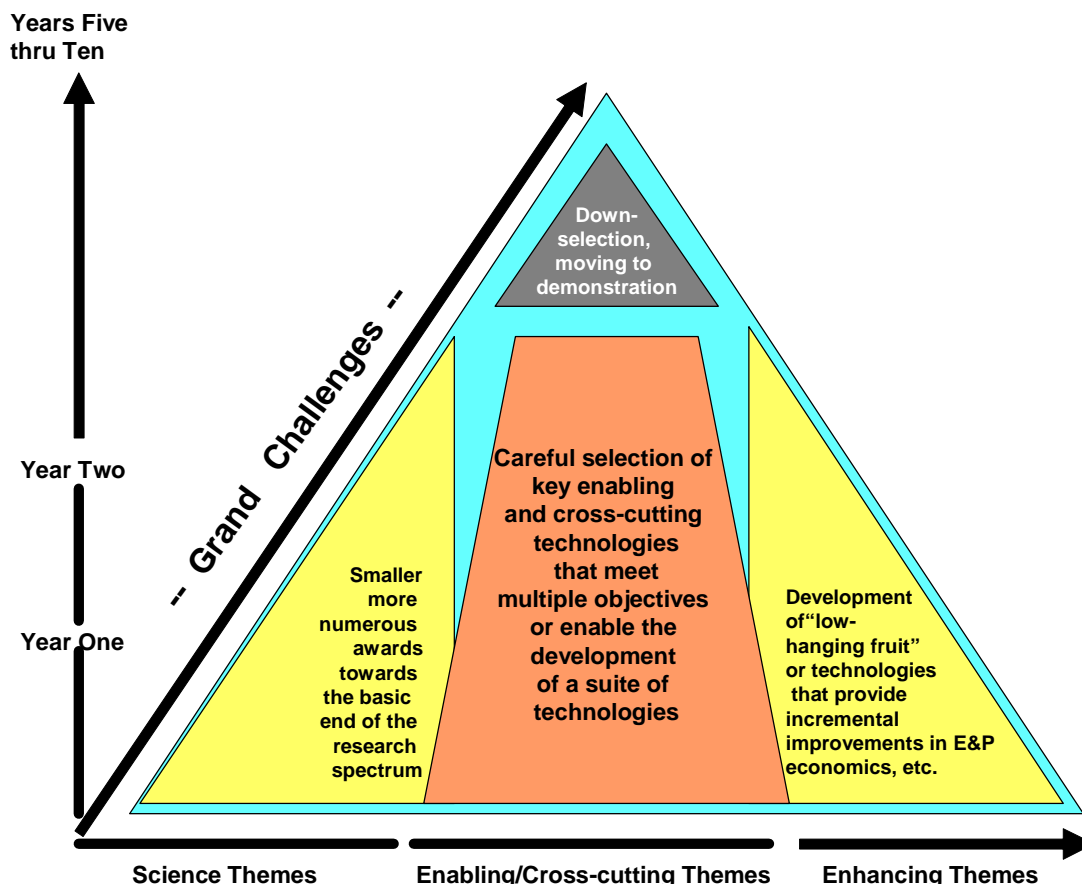 Years Five
thru Ten
Down-
selection,
moving to
demonstration
-- Grand Challenges --
Year Two
Year One
Smaller
more
numerous
awards
towards
the basic
end of the
research
spectrum
Careful selection of
key enabling
and cross-cutting
technologies
that meet
multiple objectives
or enable the
development
of a suite of
technologies
Development
of“low-
hanging fruit”
or technologies
that provide
incremental
improvements in E&P
economics, etc.
Science Themes
Enabling/Cross-cutting Themes
Enhancing Themes